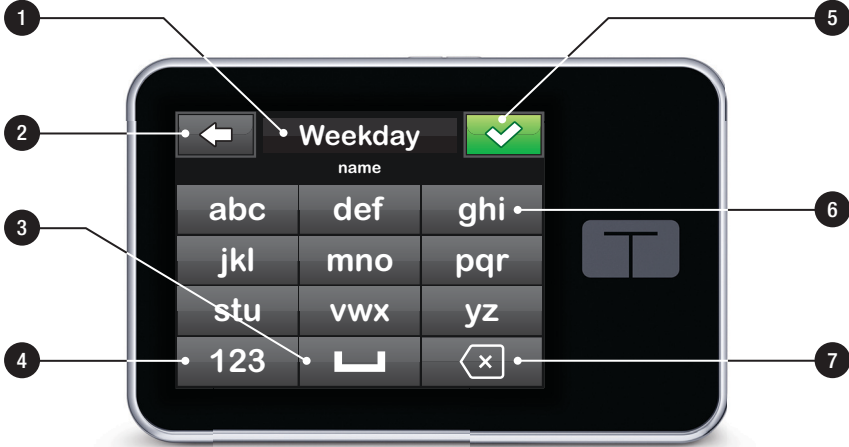 1
5
2
Weekday
name
abc def ghi
6
3
jkl mno pqr
stu vwx yz
4
123
7